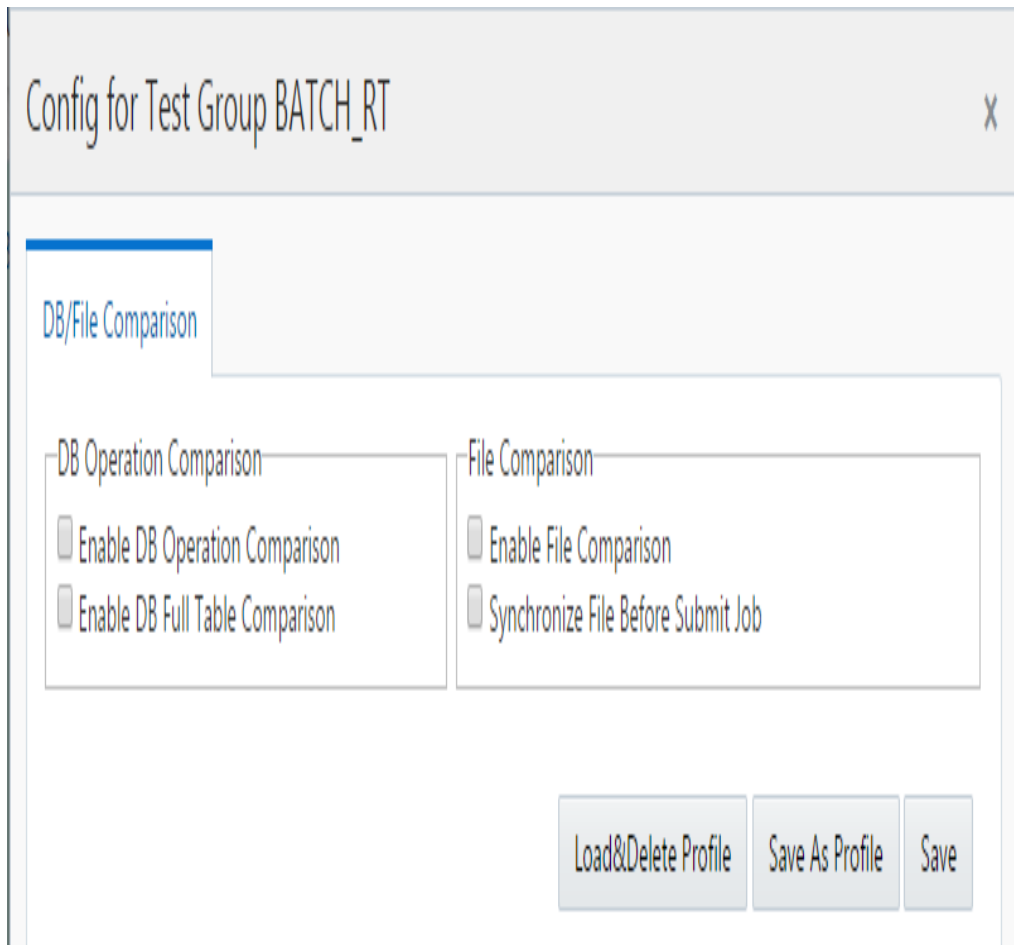 Config for Test Group BATCH_RT
x
DB/File Comparison
DB Operation Comparison
Enable DB Operation Comparison
Enable DB Full Table Comparison
File Comparison
Enable File Comparison
Synchronize File Before Submit Job
Load&Delete Profile
Save As Profile
Save